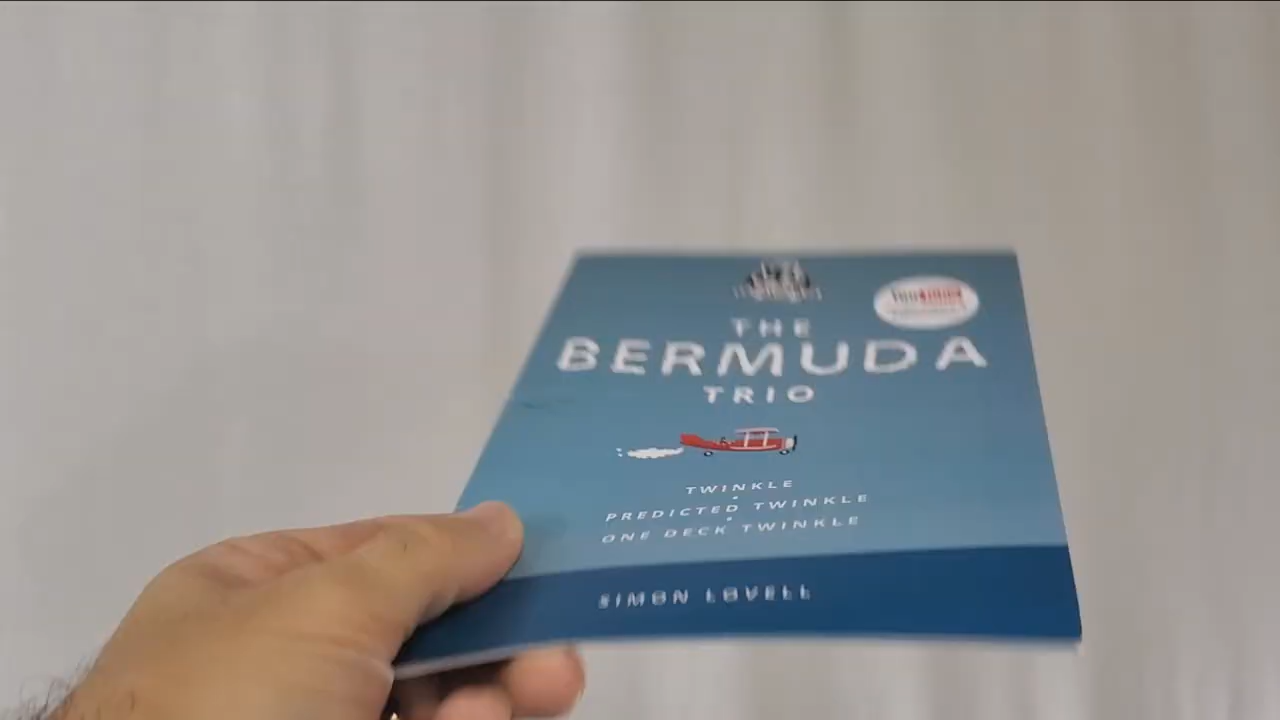 THE
BERMUDA
TRIO
TWINKLE
PREDICTED TWINKLE
ONE DECK TWINKLE
SIMON LOVELL